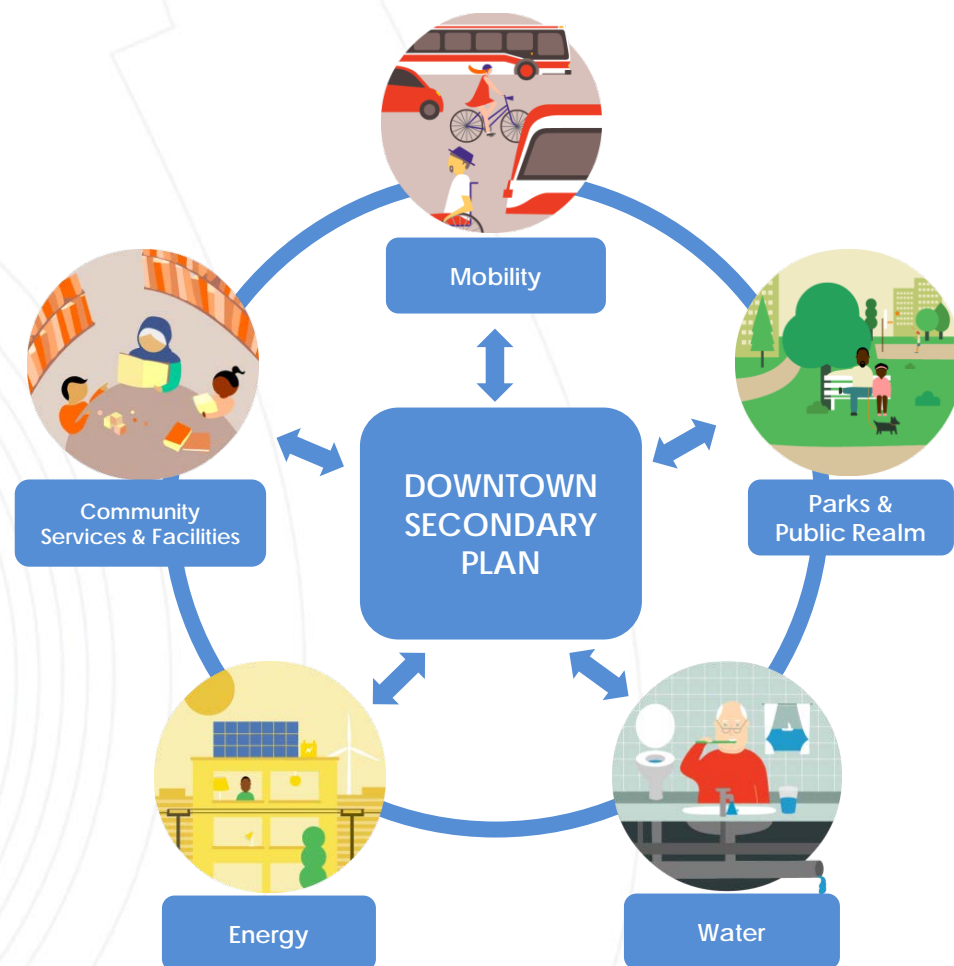 Mobility
Community
Services & Facilities
DOWNTOWN
SECONDARY
PLAN
Parks &
Public Realm
Energy
Water